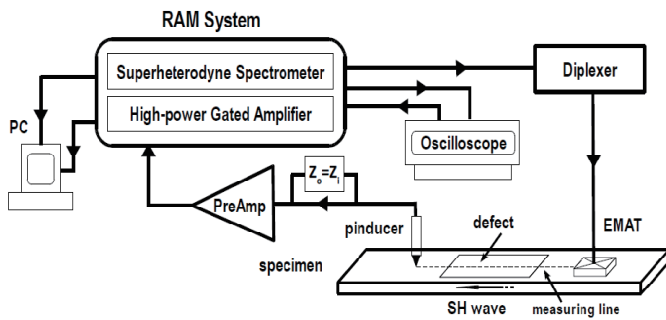 RAM System
Superheterodyne Spectrometer
High-power Gated Amplifier
PC
Diplexer
Oscilloscope
Zo=Zi
PreAmp
pinducer
defect
EMAT
specimen
SH wave
measuring line